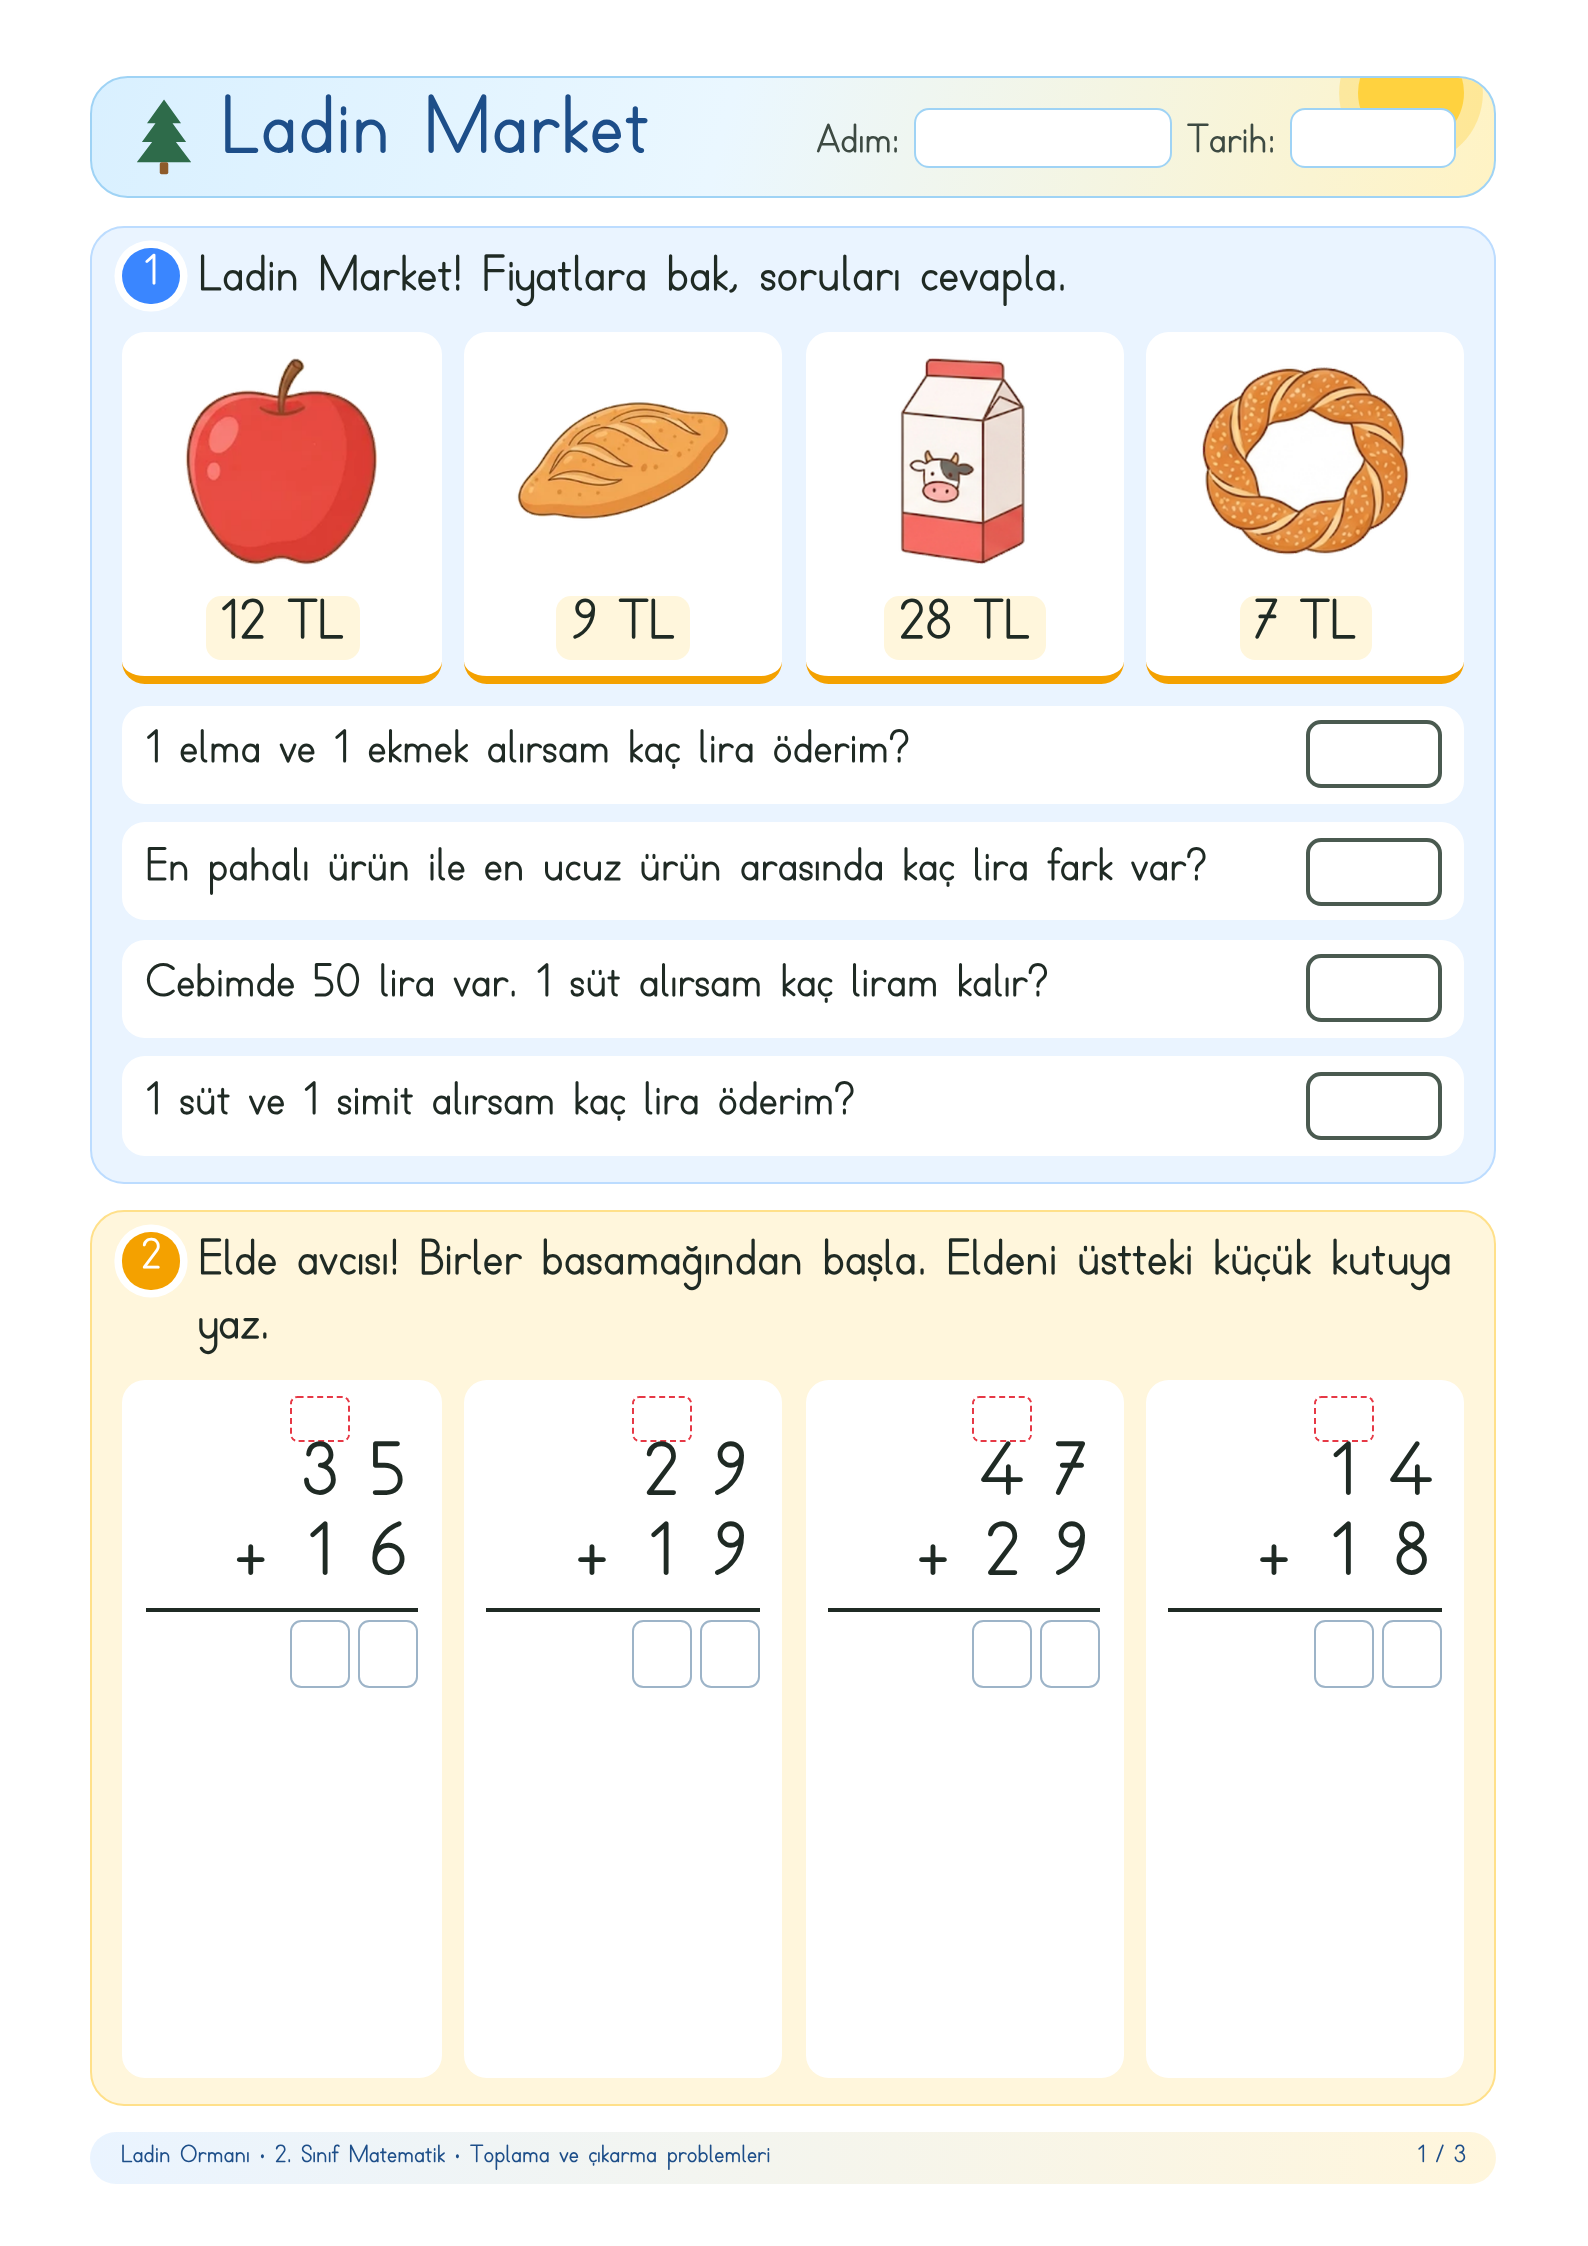 Ladin Market
Adım:
Tarih:
1
Ladin Market! Fiyatlara bak, soruları cevapla.
12 TL
9 TL
28 TL
7 TL
1 elma ve 1 ekmek alırsam kaç lira öderim?
En pahalı ürün ile en ucuz ürün arasında kaç lira fark var?
Cebimde 50 lira var. 1 süt alırsam kaç liram kalır?
1 süt ve 1 simit alırsam kaç lira öderim?
2
Elde avcısı! Birler basamağından başla. Eldeni üstteki küçük kutuya
yaz.
3 5
+ 1 6
2 9
+ 1 9
4 7
+ 2 9
1 4
+ 1 8
Ladin Ormanı • 2. Sınıf Matematik • Toplama ve çıkarma problemleri
1 / 3